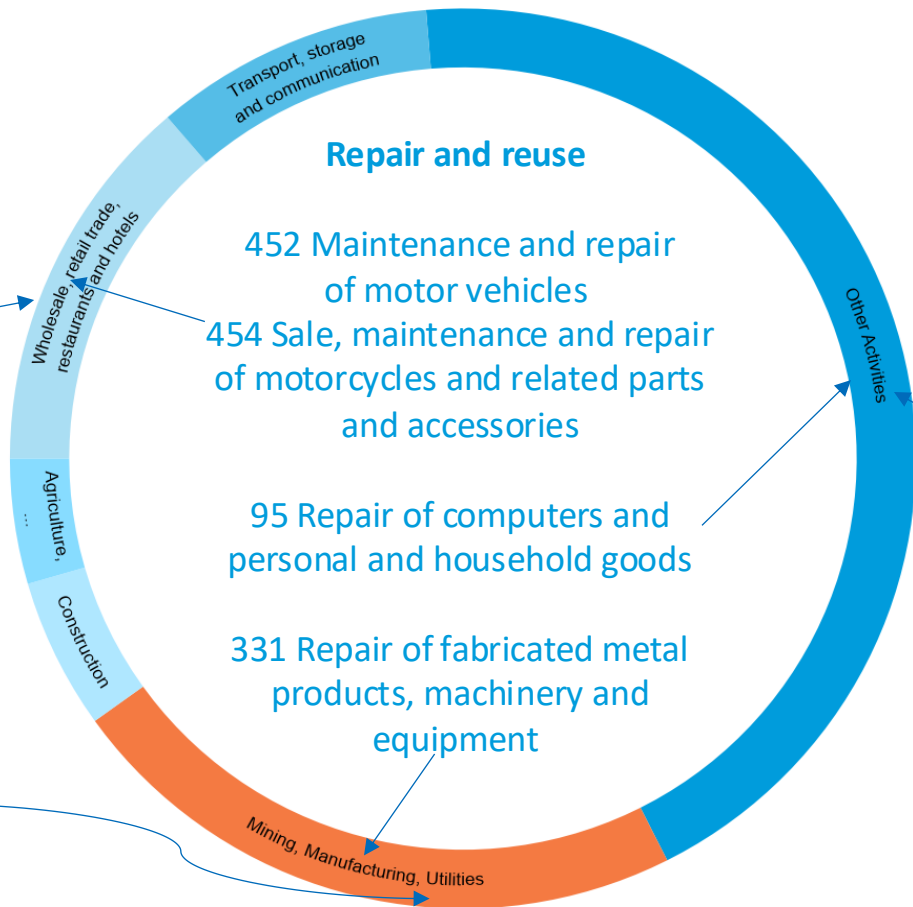 Transport, storage
and communication
Repair and reuse
452 Maintenance and repair
of motor vehicles
454 Sale, maintenance and repair
of motorcycles and related parts
and accessories
95 Repair of computers and
personal and household goods
331 Repair of fabricated metal
products, machinery and
equipment
Wholesale, retail trade,
restaurants and hotels
Agriculture,
...
Construction
Mining, Manufacturing, Utilities
Other Activities